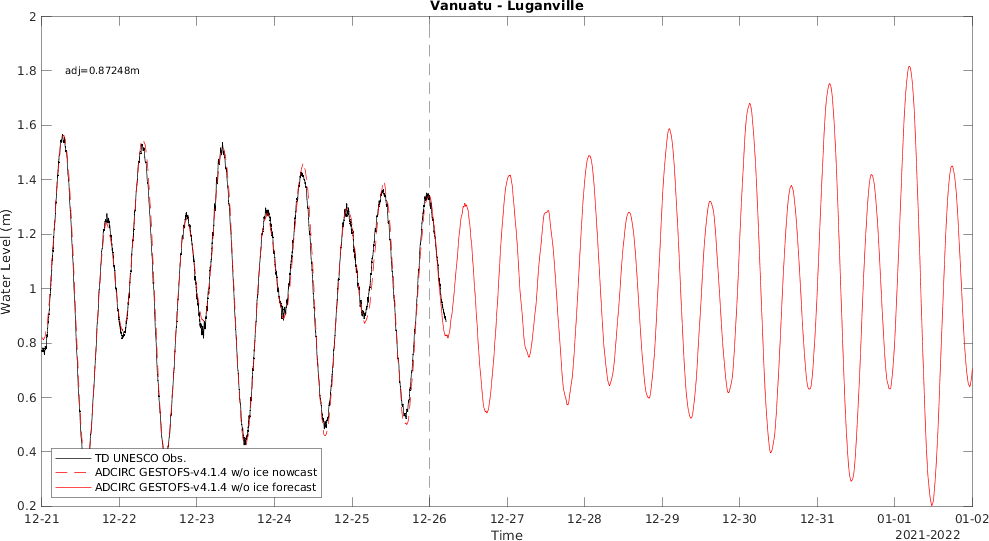 Vanuatu - Luganville
2
1.8
1.6
1.4
1.2
1
0.8
0.6
0.4
0.2
Water Level (m)
adj=0.87248m
TD UNESCO Obs.
ADCIRC GESTOFS-v4.1.4 w/o ice nowcast
ADCIRC GESTOFS-v4.1.4 w/o ice forecast
12-21 12-22 12-23 12-24 12-25 12-26 12-27 12-28 12-29 12-30 12-31 01-01 01-02
Time
2021-2022